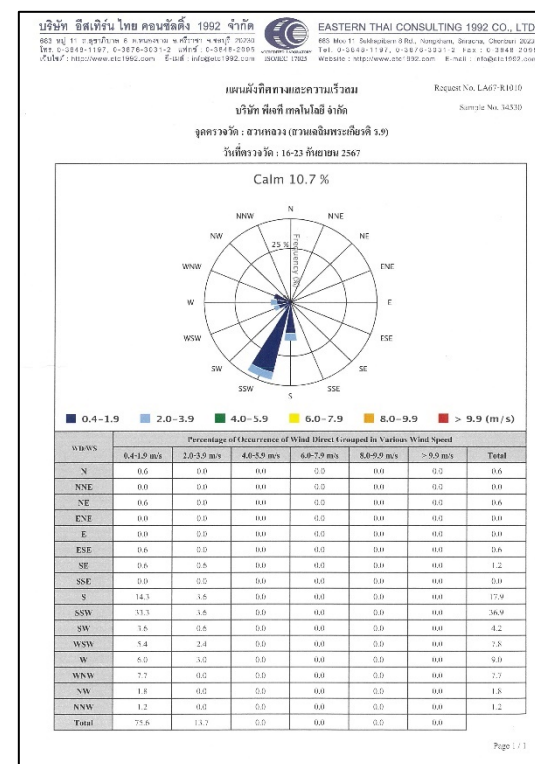 บริษัท อีสเทิร์น ไทย คอนซัลติ้ง 1992 จำกัด
EASTERN THAI CONSULTING 1992 CO., LTD
ISO/IEC 17025
แผนผังทิศทางและความเร็วลม
Request No. LA67-R1010
บริษัท พีเจที เทคโนโลยี จำกัด
Sample No. 34330
จุดตรวจวัด : สวนหลวง (สวนเฉลิมพระเกียรติ ร.9)
วันที่ตรวจวัด : 16-23 กันยายน 2567
Calm 10.7 %
N
NNW NNE
NW NE
25 %
Frequency (%)
WNW ENE
W E
WSW ESE
SW SE
SSW SSE
S
0.4-1.9 2.0-3.9 4.0-5.9 6.0-7.9 8.0-9.9 > 9.9 (m/s)
WD/WS Percentage of Occurrence of Wind Direct Grouped in Various Wind Speed
0.4-1.9 m/s 2.0-3.9 m/s 4.0-5.9 m/s 6.0-7.9 m/s 8.0-9.9 m/s > 9.9 m/s Total
N 0.6 0.0 0.0 0.0 0.0 0.0 0.6
NNE 0.0 0.0 0.0 0.0 0.0 0.0 0.0
NE 0.6 0.0 0.0 0.0 0.0 0.0 0.6
ENE 0.0 0.0 0.0 0.0 0.0 0.0 0.0
E 0.0 0.0 0.0 0.0 0.0 0.0 0.0
ESE 0.6 0.0 0.0 0.0 0.0 0.0 0.6
SE 0.6 0.6 0.0 0.0 0.0 0.0 1.2
SSE 0.0 0.0 0.0 0.0 0.0 0.0 0.0
S 14.3 3.6 0.0 0.0 0.0 0.0 17.9
SSW 33.3 3.6 0.0 0.0 0.0 0.0 36.9
SW 3.6 0.6 0.0 0.0 0.0 0.0 4.2
WSW 5.4 2.4 0.0 0.0 0.0 0.0 7.8
W 6.0 3.0 0.0 0.0 0.0 0.0 9.0
WNW 7.7 0.0 0.0 0.0 0.0 0.0 7.7
NW 1.8 0.0 0.0 0.0 0.0 0.0 1.8
NNW 1.2 0.0 0.0 0.0 0.0 0.0 1.2
Total 75.6 13.7 0.0 0.0 0.0 0.0
Page 1 / 1